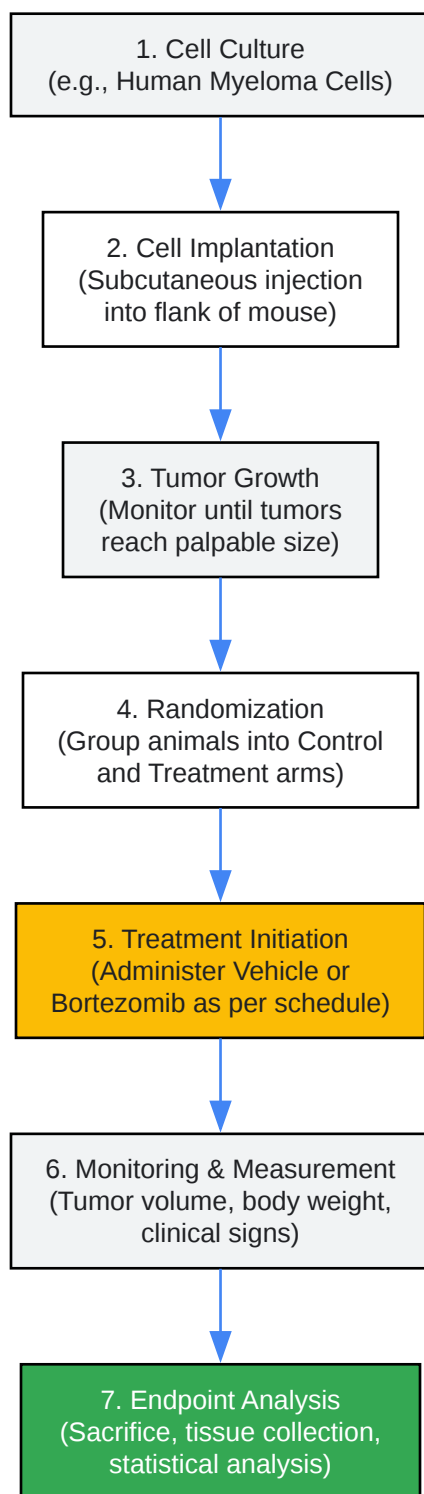 1. Cell Culture
(e.g., Human Myeloma Cells)
2. Cell Implantation
(Subcutaneous injection
into flank of mouse)
3. Tumor Growth
(Monitor until tumors
reach palpable size)
4. Randomization
(Group animals into Control
and Treatment arms)
5. Treatment Initiation
(Administer Vehicle or
Bortezomib as per schedule)
6. Monitoring & Measurement
(Tumor volume, body weight,
clinical signs)
7. Endpoint Analysis
(Sacrifice, tissue collection,
statistical analysis)